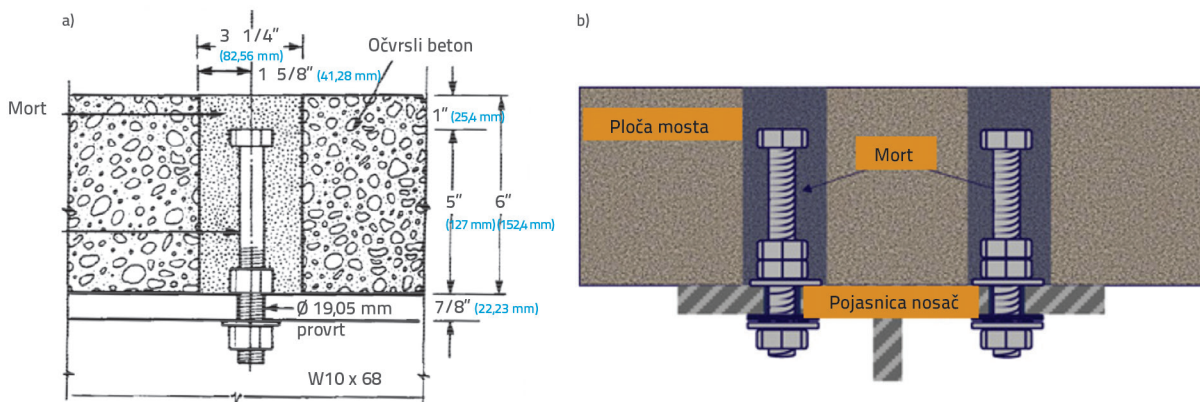 a)
3 1/4"
(82,56 mm)
Očvrsli beton
1 5/8" (41,28 mm)
Mort
1" (25,4 mm)
5"
6"
(127 mm)
(152,4 mm)
7/8" (22,23 mm)
Ø 19,05 mm
provrt
W10 x 68
b)
Ploča mosta
Mort
Pojasnica nosač